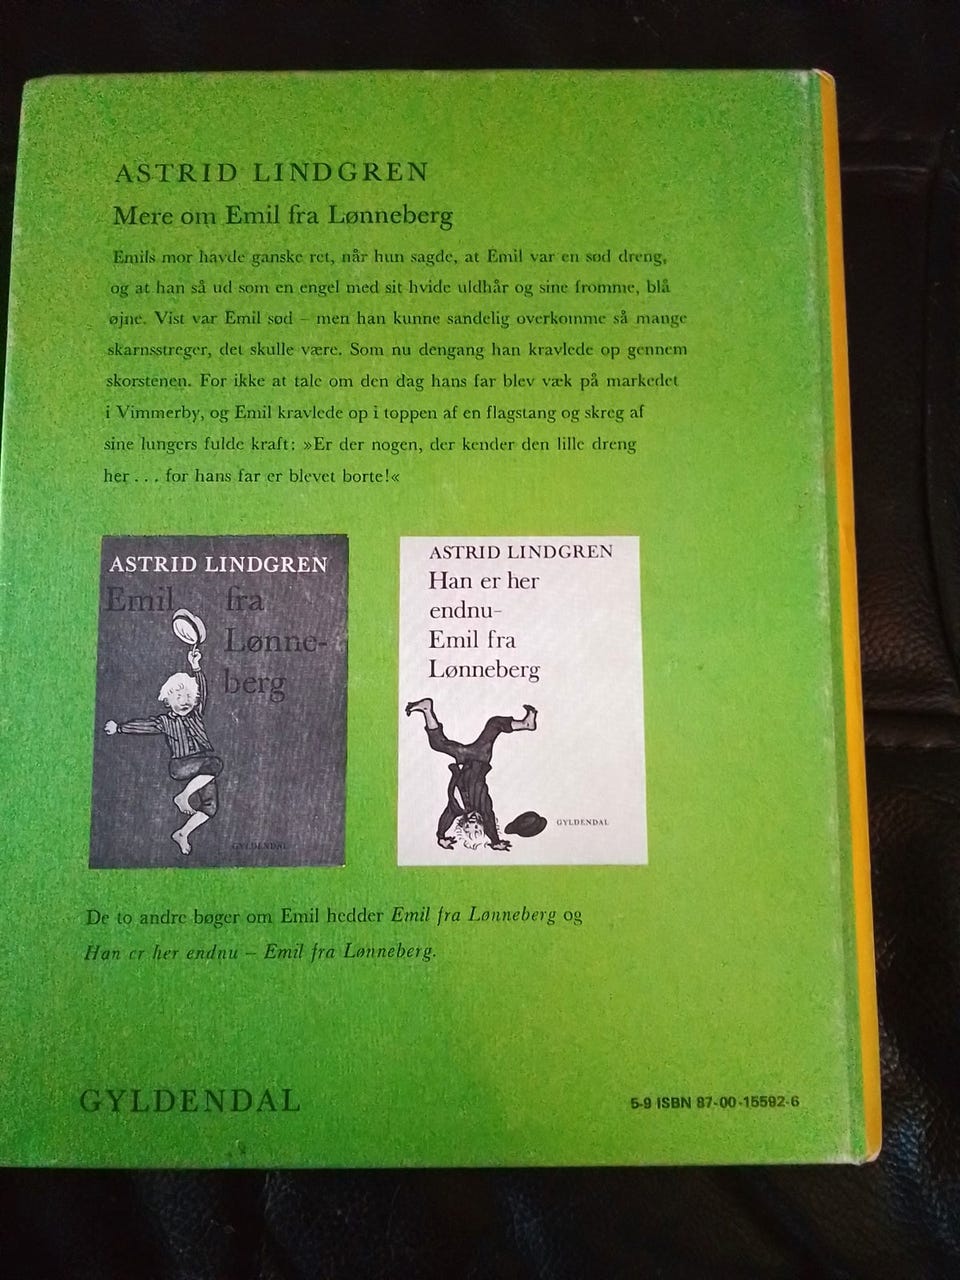 ASTRID LINDGREN
Mere om Emil fra Lønneberg
Emils mor havde ganske ret, når hun sagde, at Emil var en sød dreng,
og at han så ud som en engel med sit hvide uldhår og sine fromme, blå
øjne. Vist var Emil sød – men han kunne sandelig overkomme så mange
skarnsstreger, det skulle være. Som nu dengang han kravlede op gennem
skorstenen. For ikke at tale om den dag hans far blev væk på markedet
i Vimmerby, og Emil kravlede op i toppen af en flagstang og skreg af
sine lungers fulde kraft: »Er der nogen, der kender den lille dreng
her . . . for hans far er blevet borte!«
ASTRID LINDGREN
Emil fra
Lønne-
berg
GYLDENDAL
ASTRID LINDGREN
Han er her
endnu-
Emil fra
Lønneberg
GYLDENDAL
De to andre bøger om Emil hedder Emil fra Lønneberg og
Han er her endnu – Emil fra Lønneberg.
GYLDENDAL
5-9 ISBN 87-00-15592-6